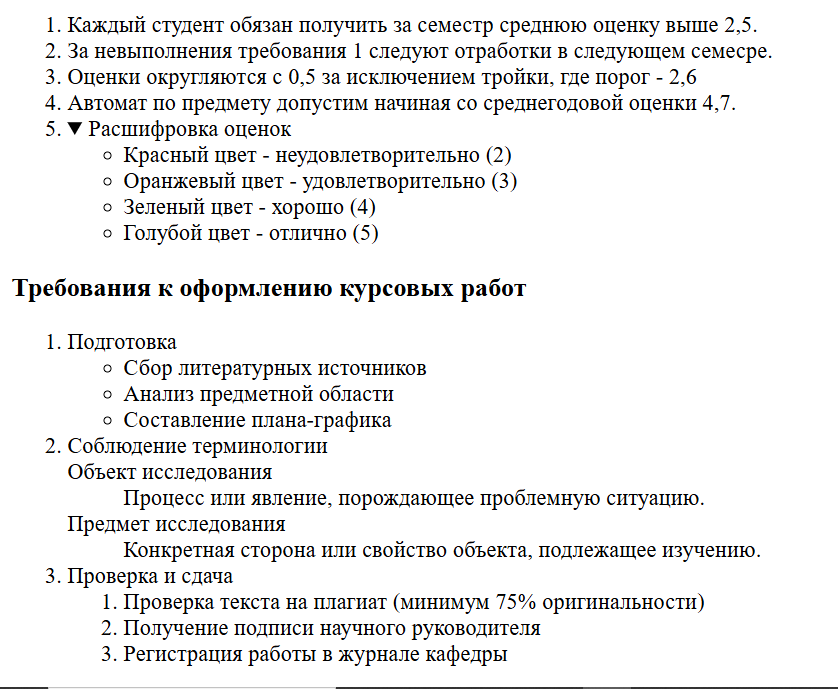 1. Каждый студент обязан получить за семестр среднюю оценку выше 2,5.
2. За невыполнения требования 1 следуют отработки в следующем семесре.
3. Оценки округляются с 0,5 за исключением тройки, где порог - 2,6
4. Автомат по предмету допустим начиная со среднегодовой оценки 4,7.
5. ▼ Расшифровка оценок
○ Красный цвет - неудовлетворительно (2)
○ Оранжевый цвет - удовлетворительно (3)
○ Зеленый цвет - хорошо (4)
○ Голубой цвет - отлично (5)
Требования к оформлению курсовых работ
1. Подготовка
○ Сбор литературных источников
○ Анализ предметной области
○ Составление плана-графика
2. Соблюдение терминологии
Объект исследования
Процесс или явление, порождающее проблемную ситуацию.
Предмет исследования
Конкретная сторона или свойство объекта, подлежащее изучению.
3. Проверка и сдача
1. Проверка текста на плагиат (минимум 75% оригинальности)
2. Получение подписи научного руководителя
3. Регистрация работы в журнале кафедры